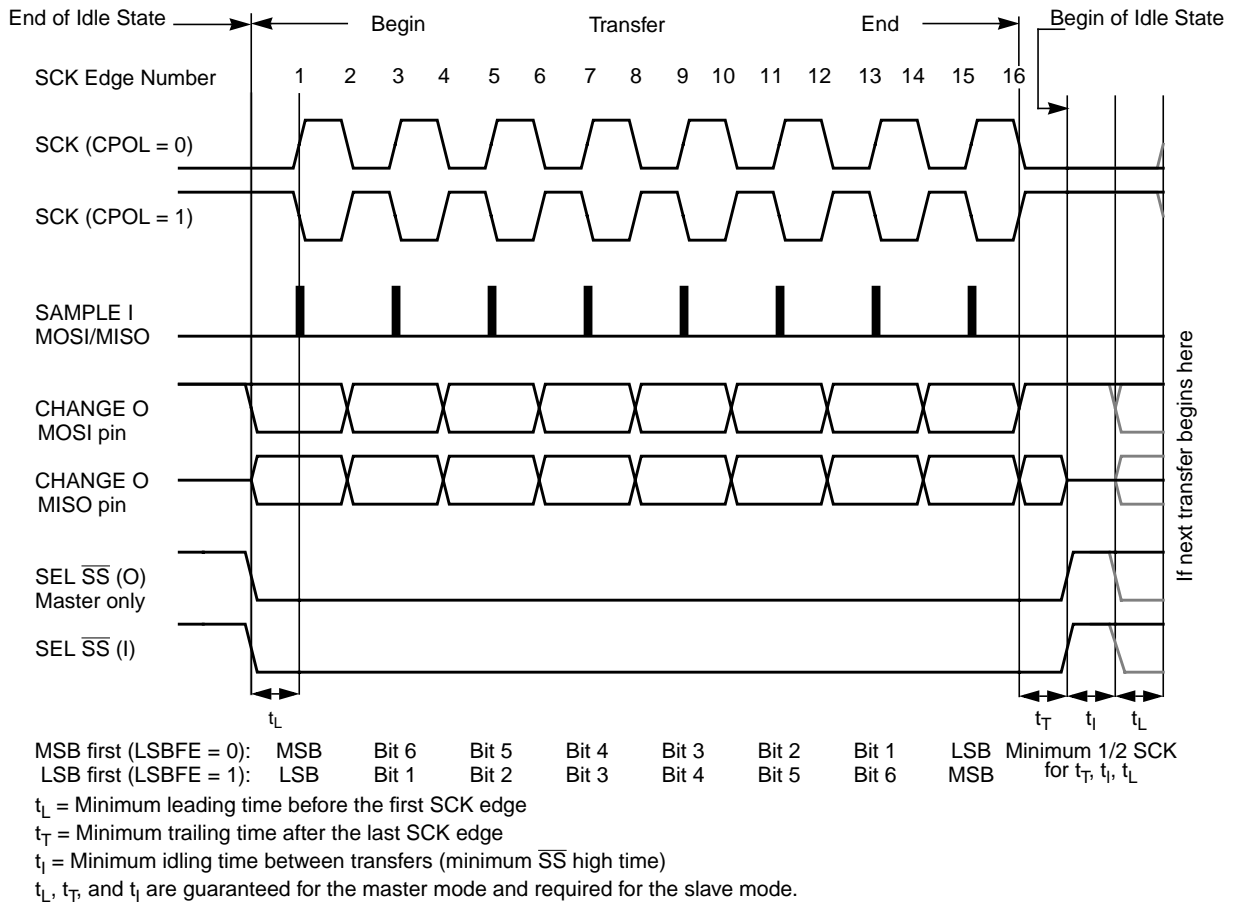 End of Idle State
Begin
Transfer
End
Begin of Idle State
SCK Edge Number
1 2 3 4 5 6 7 8 9 10 11 12 13 14 15 16
SCK (CPOL = 0)
SCK (CPOL = 1)
SAMPLE I
MOSI/MISO
CHANGE O
MOSI pin
CHANGE O
MISO pin
SEL S̅S̅ (O)
Master only
SEL S̅S̅ (I)
If next transfer begins here
tL tT tI tL
MSB first (LSBFE = 0): MSB Bit 6 Bit 5 Bit 4 Bit 3 Bit 2 Bit 1 LSB Minimum 1/2 SCK
LSB first (LSBFE = 1): LSB Bit 1 Bit 2 Bit 3 Bit 4 Bit 5 Bit 6 MSB for tT, tI, tL
tL = Minimum leading time before the first SCK edge
tT = Minimum trailing time after the last SCK edge
tI = Minimum idling time between transfers (minimum S̅S̅ high time)
tL, tT, and tI are guaranteed for the master mode and required for the slave mode.